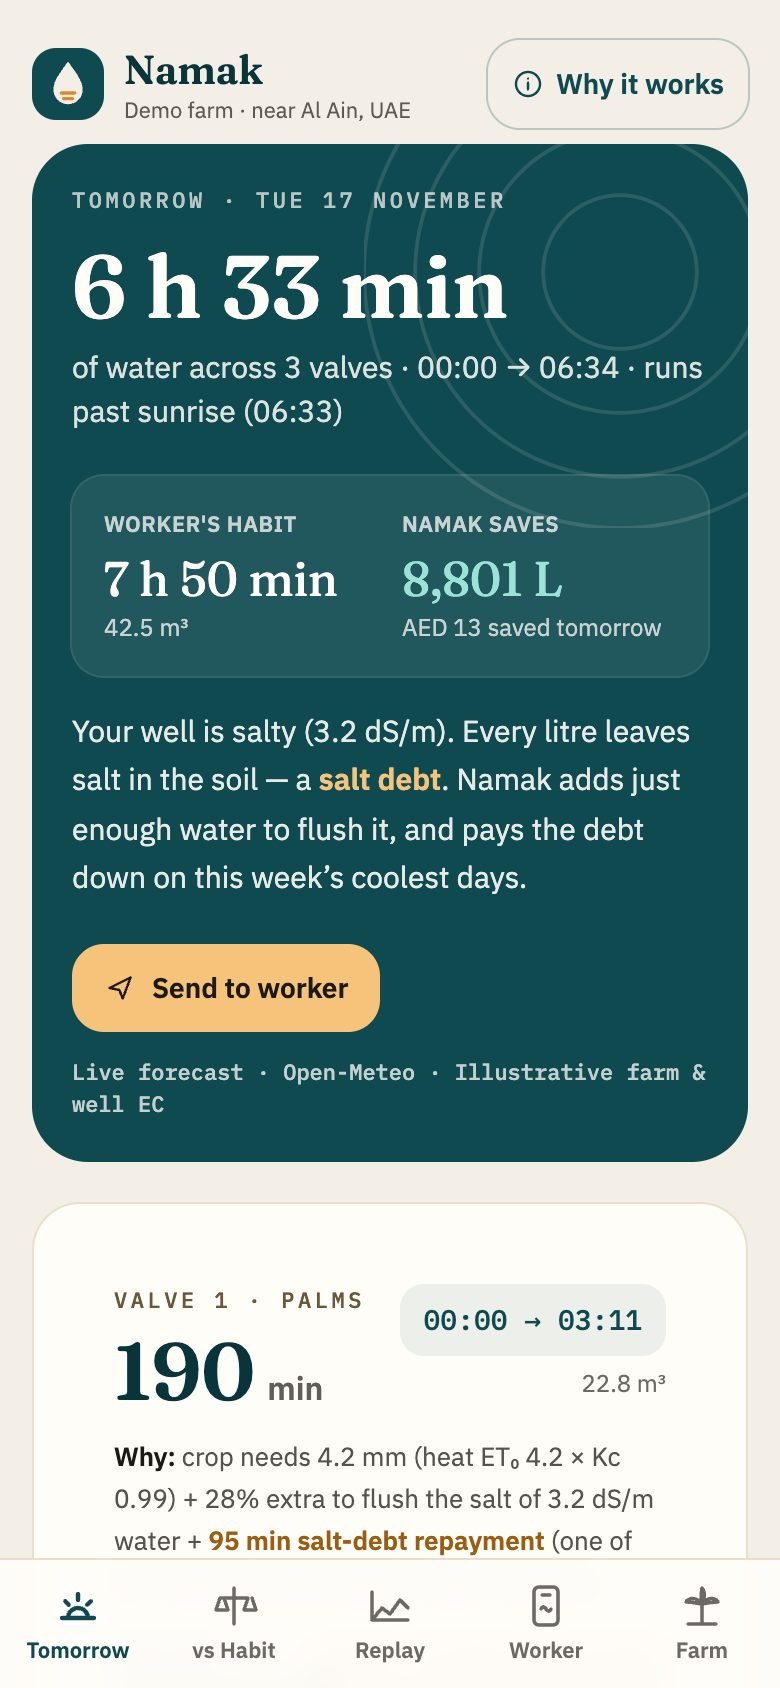 Namak
Demo farm · near Al Ain, UAE
Why it works
TOMORROW · TUE 17 NOVEMBER
6 h 33 min
of water across 3 valves · 00:00 → 06:34 · runs
past sunrise (06:33)
WORKER'S HABIT
7 h 50 min
42.5 m³
NAMAK SAVES
8,801 L
AED 13 saved tomorrow
Your well is salty (3.2 dS/m). Every litre leaves
salt in the soil — a salt debt. Namak adds just
enough water to flush it, and pays the debt
down on this week’s coolest days.
Send to worker
Live forecast · Open-Meteo · Illustrative farm &
well EC
VALVE 1 · PALMS
190 min
00:00 → 03:11
22.8 m³
Why: crop needs 4.2 mm (heat ET₀ 4.2 × Kc
0.99) + 28% extra to flush the salt of 3.2 dS/m
water + 95 min salt-debt repayment (one of
Tomorrow
vs Habit
Replay
Worker
Farm